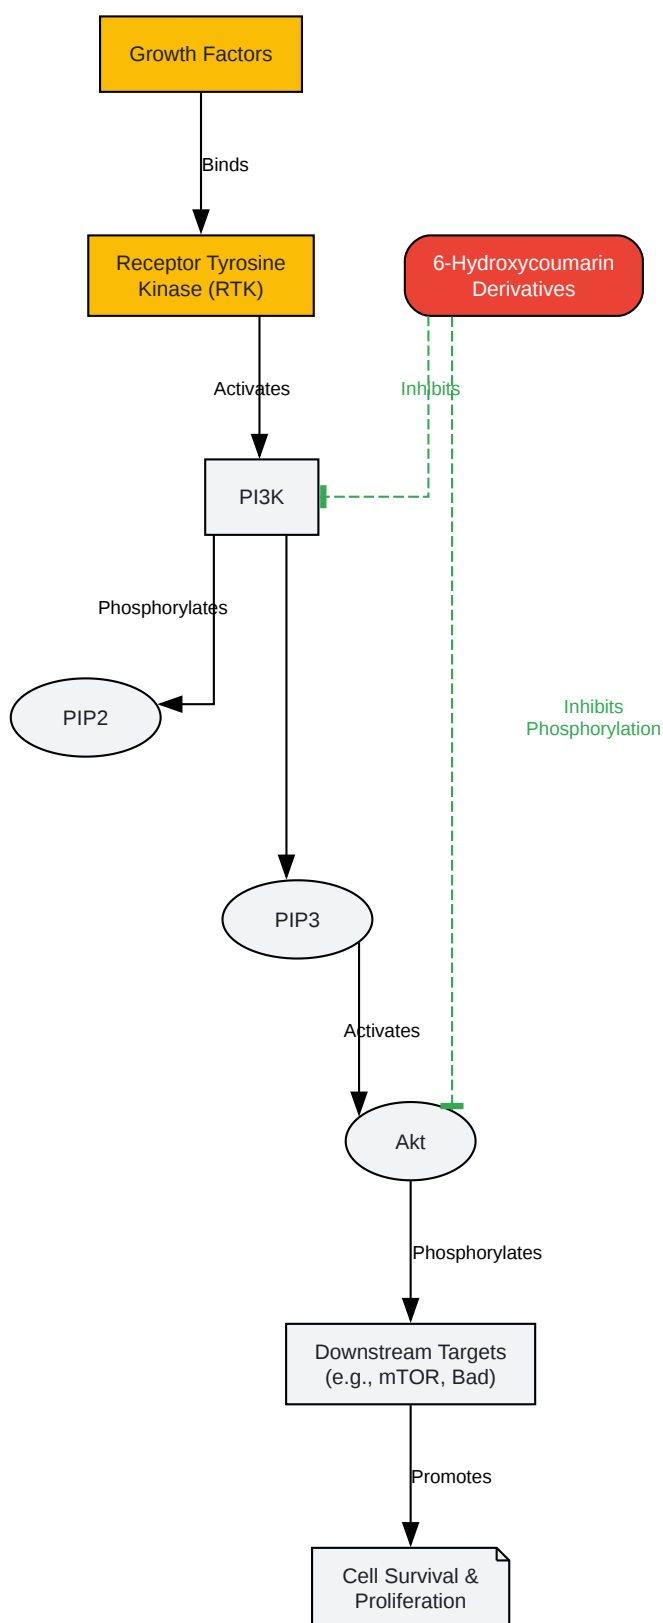 Growth Factors
Binds
Receptor Tyrosine
Kinase (RTK)
6-Hydroxycoumarin
Derivatives
Activates
Inhibits
PI3K
Phosphorylates
PIP2
Inhibits
Phosphorylation
PIP3
Activates
Akt
Phosphorylates
Downstream Targets
(e.g., mTOR, Bad)
Promotes
Cell Survival &
Proliferation